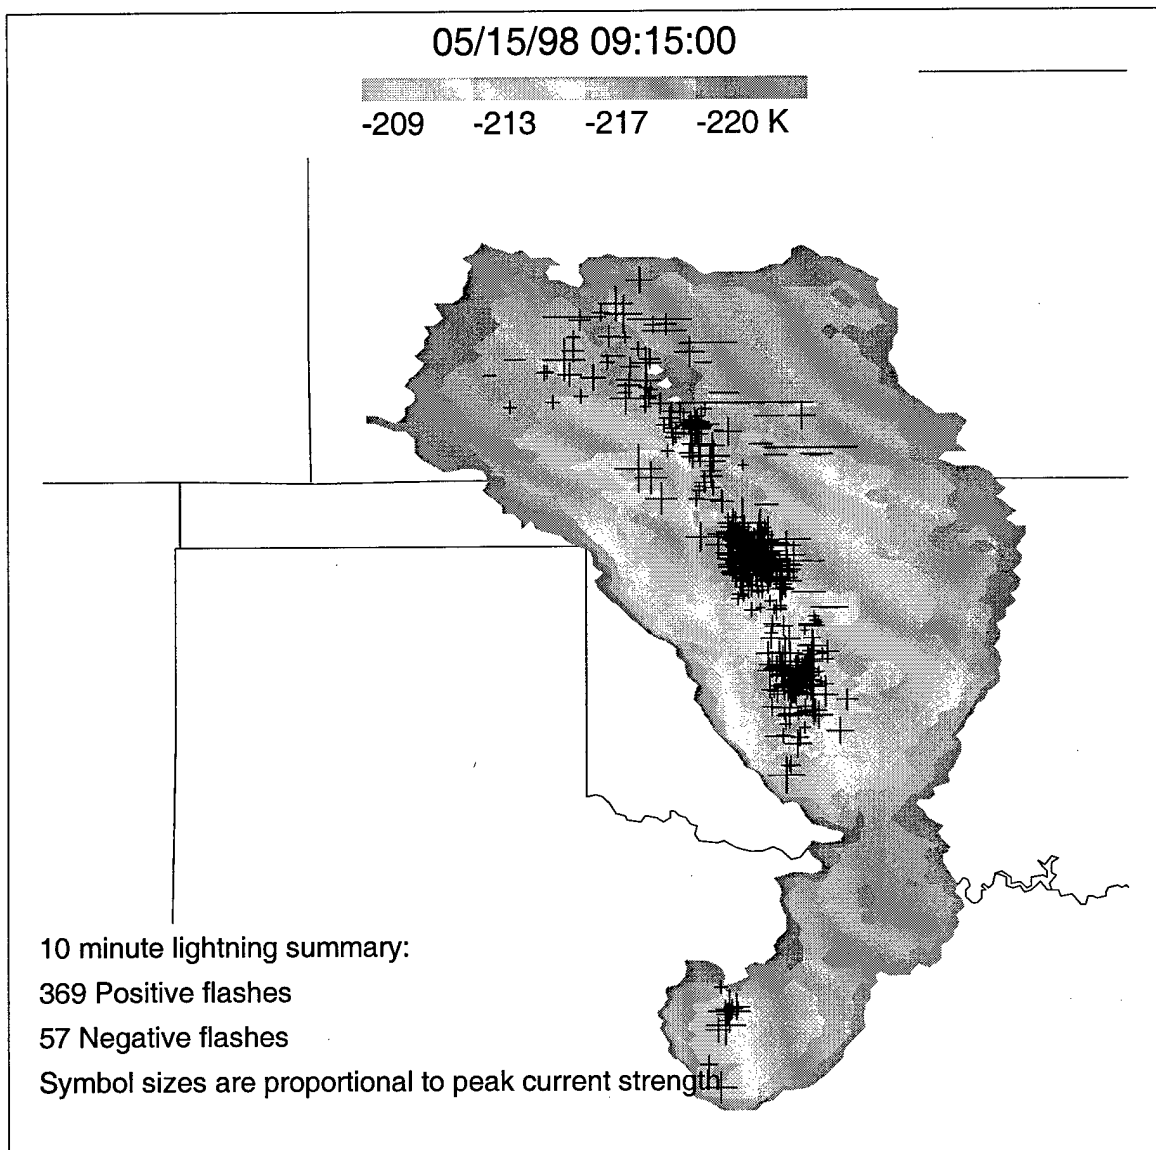 05/15/98 09:15:00
-209 -213 -217 -220 K
10 minute lightning summary:
369 Positive flashes
57 Negative flashes
Symbol sizes are proportional to peak current strength